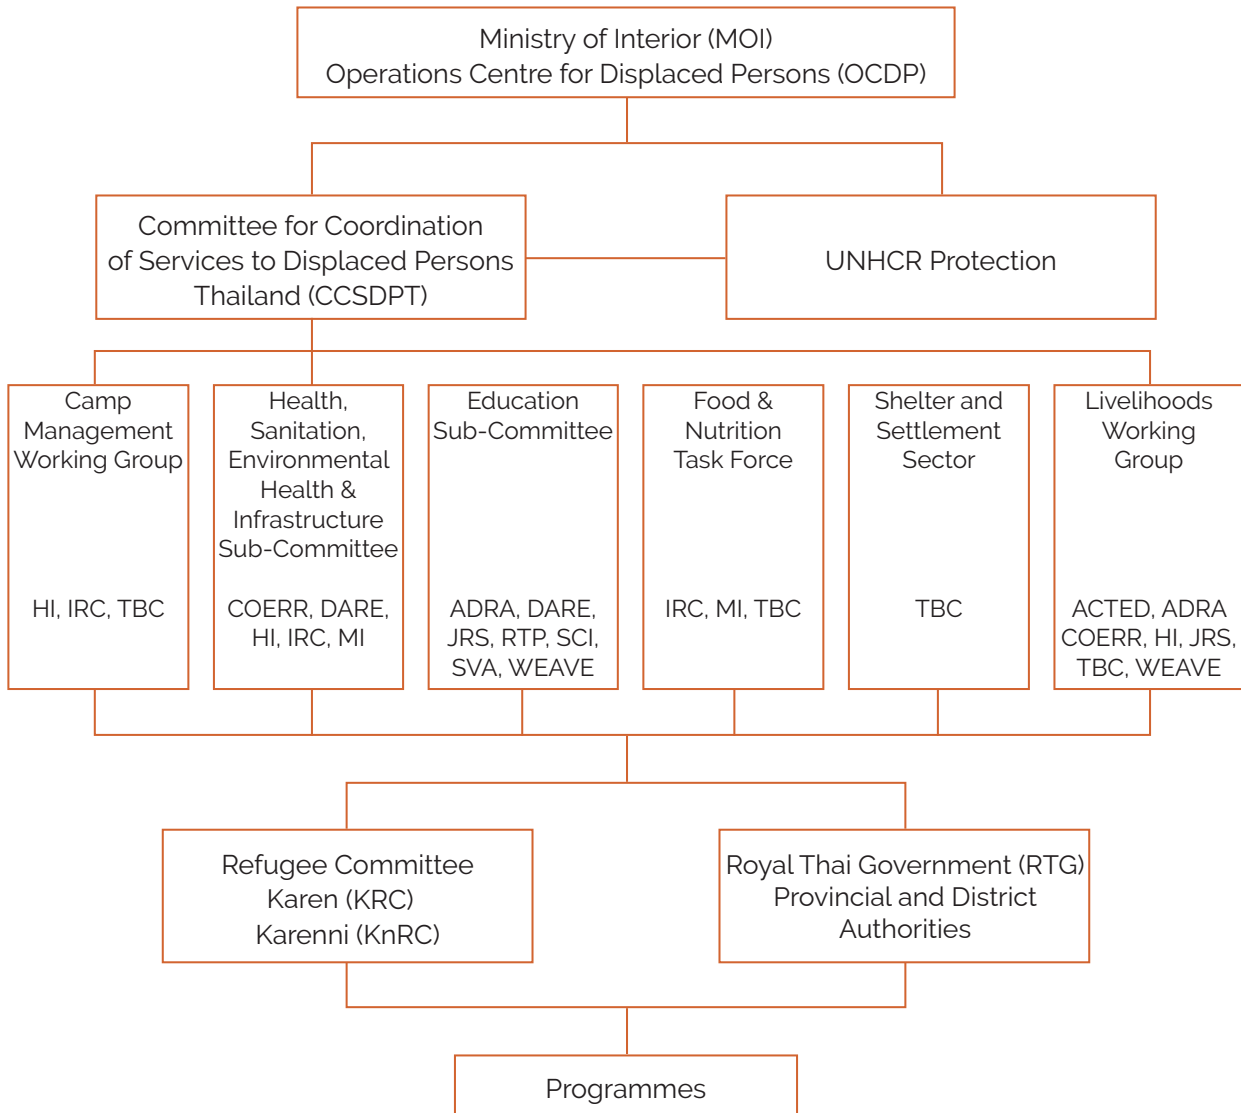 Ministry of Interior (MOI)
Operations Centre for Displaced Persons (OCDP)
Committee for Coordination
of Services to Displaced Persons
Thailand (CCSDPT)
UNHCR Protection
Camp
Management
Working Group
HI, IRC, TBC
Health,
Sanitation,
Environmental
Health &
Infrastructure
Sub-Committee
COERR, DARE,
HI, IRC, MI
Education
Sub-Committee
ADRA, DARE,
JRS, RTP, SCI,
SVA, WEAVE
Food &
Nutrition
Task Force
IRC, MI, TBC
Shelter and
Settlement
Sector
TBC
Livelihoods
Working
Group
ACTED, ADRA
COERR, HI, JRS,
TBC, WEAVE
Refugee Committee
Karen (KRC)
Karenni (KnRC)
Royal Thai Government (RTG)
Provincial and District
Authorities
Programmes